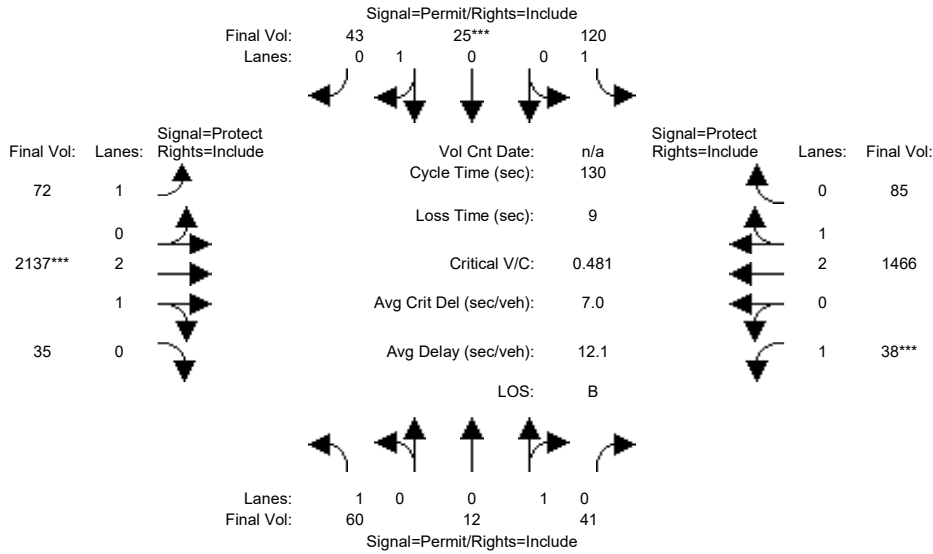 Signal=Permit/Rights=Include
Final Vol: 43 25*** 120
Lanes: 0 1 0 0 1
Signal=Protect Signal=Protect
Final Vol: Lanes: Rights=Include Vol Cnt Date: n/a Rights=Include Lanes: Final Vol:
Cycle Time (sec): 130
72 1 0 85
Loss Time (sec): 9
0 1
2137*** 2 Critical V/C: 0.481 2 1466
1 Avg Crit Del (sec/veh): 7.0 0
35 0 Avg Delay (sec/veh): 12.1 1 38***
LOS: B
Lanes: 1 0 0 1 0
Final Vol: 60 12 41
Signal=Permit/Rights=Include